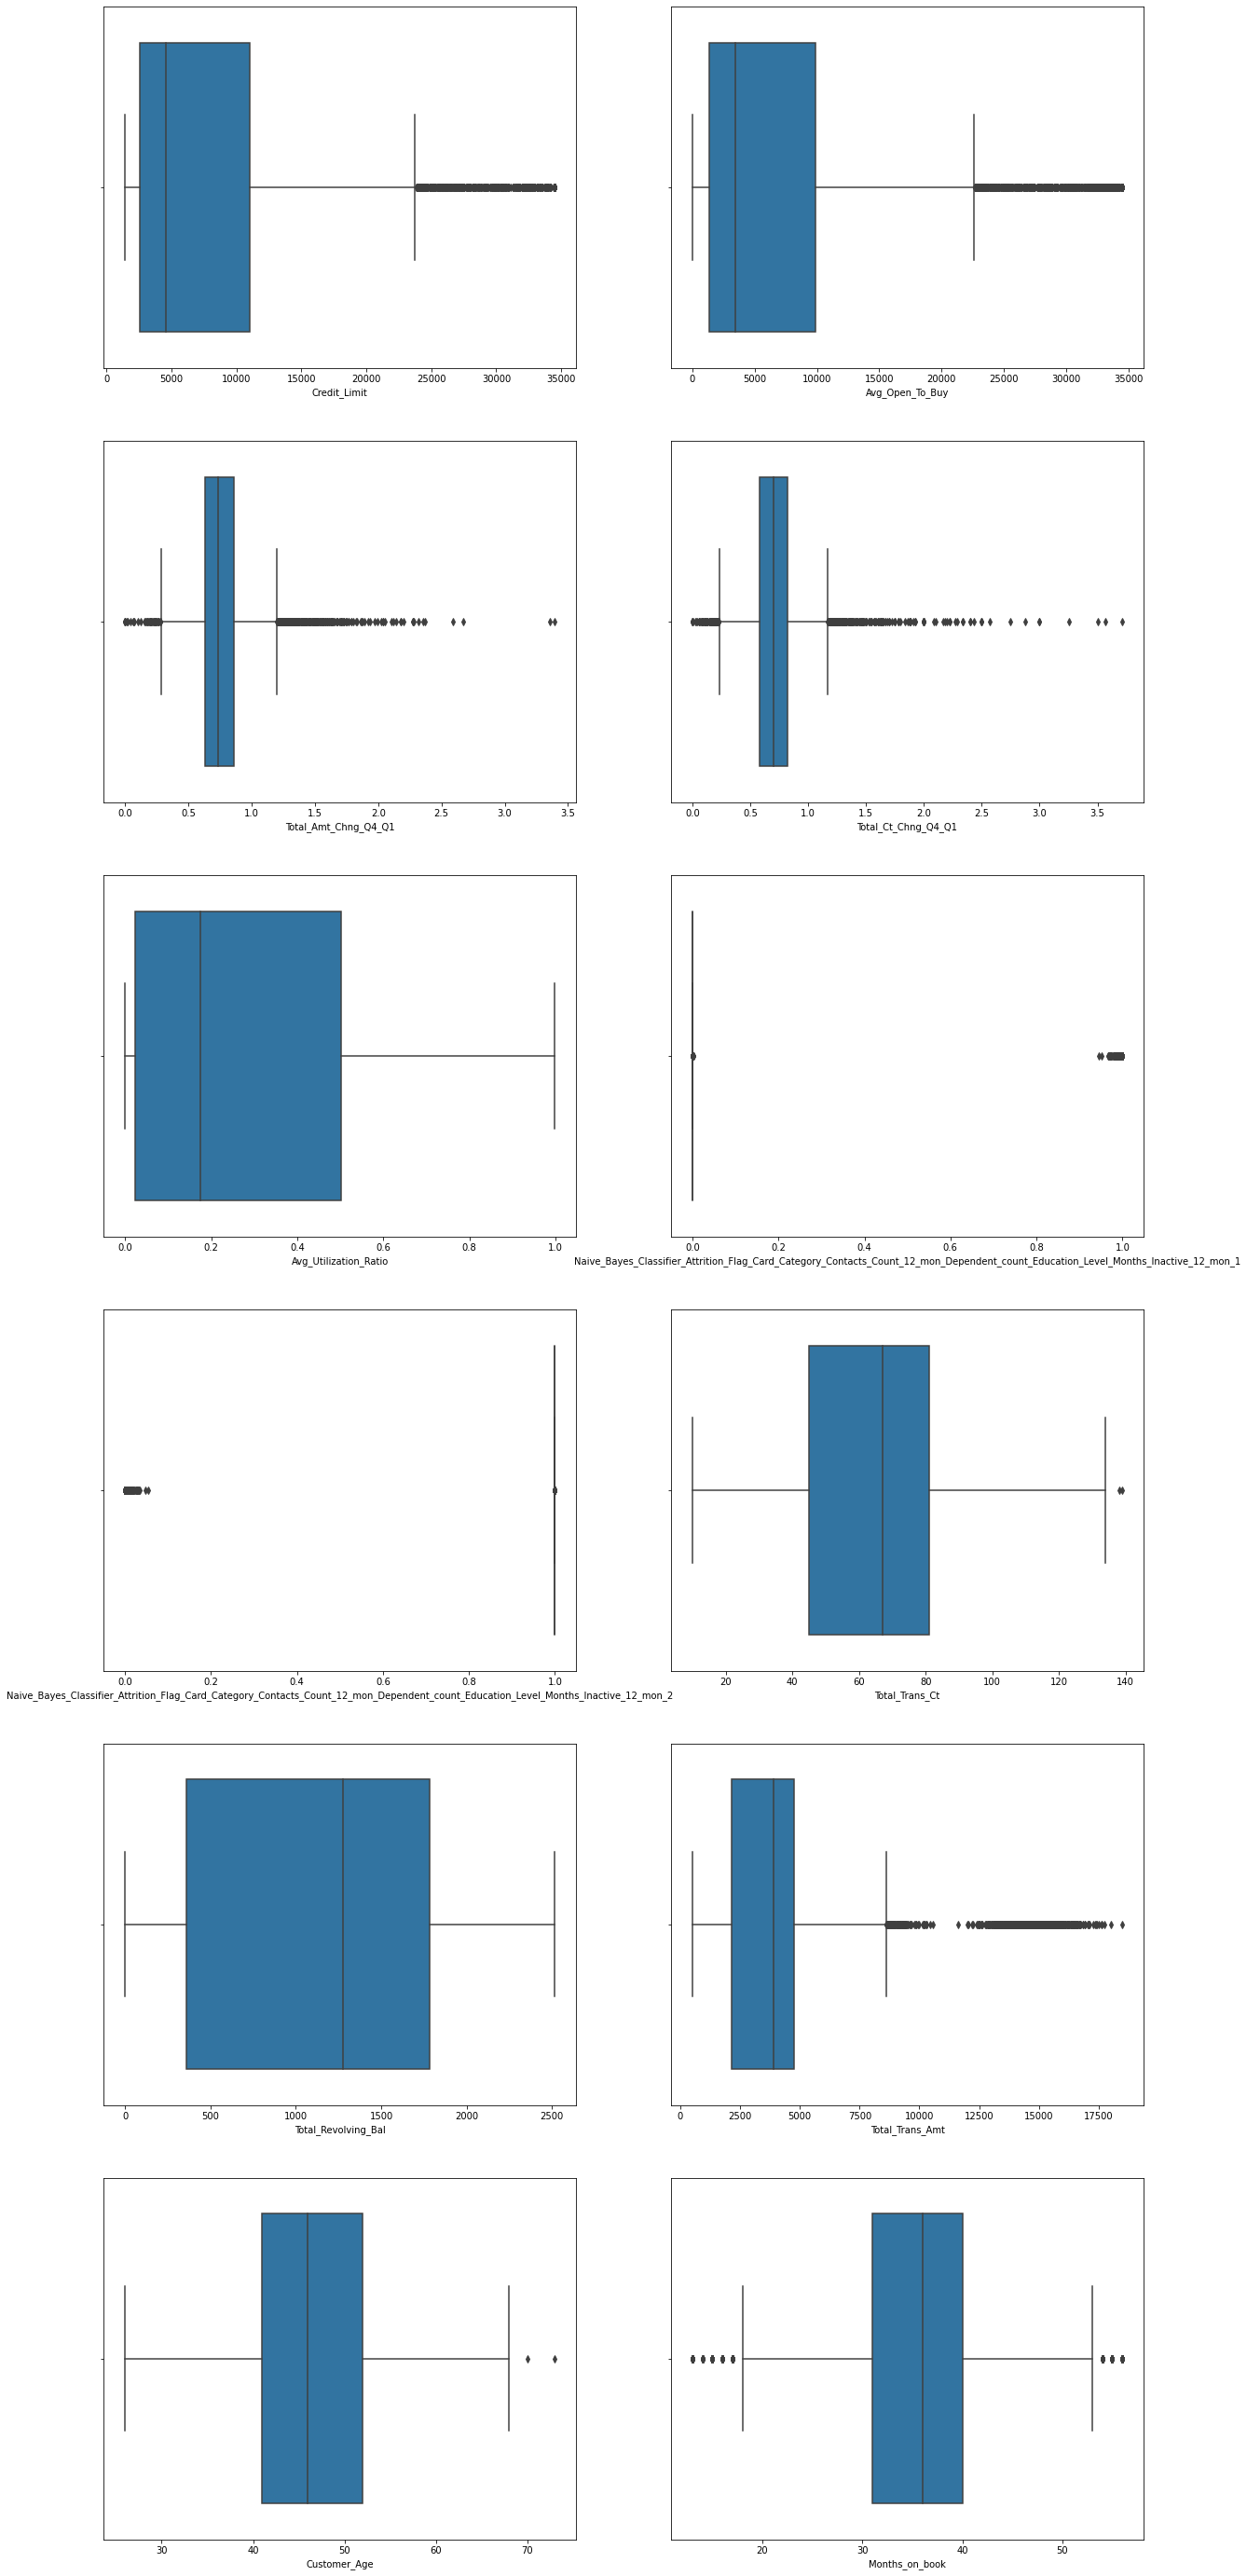 0 5000 10000 15000 20000 25000 30000 35000
Credit_Limit
0 5000 10000 15000 20000 25000 30000 35000
Avg_Open_To_Buy
0.0 0.5 1.0 1.5 2.0 2.5 3.0 3.5
Total_Amt_Chng_Q4_Q1
0.0 0.5 1.0 1.5 2.0 2.5 3.0 3.5
Total_Ct_Chng_Q4_Q1
0.0 0.2 0.4 0.6 0.8 1.0
Avg_Utilization_Ratio
0.0 0.2 0.4 0.6 0.8 1.0
Naive_Bayes_Classifier_Attrition_Flag_Card_Category_Contacts_Count_12_mon_Dependent_count_Education_Level_Months_Inactive_12_mon_1
0.0 0.2 0.4 0.6 0.8 1.0
Naive_Bayes_Classifier_Attrition_Flag_Card_Category_Contacts_Count_12_mon_Dependent_count_Education_Level_Months_Inactive_12_mon_2
20 40 60 80 100 120 140
Total_Trans_Ct
0 500 1000 1500 2000 2500
Total_Revolving_Bal
0 2500 5000 7500 10000 12500 15000 17500
Total_Trans_Amt
30 40 50 60 70
Customer_Age
20 30 40 50
Months_on_book